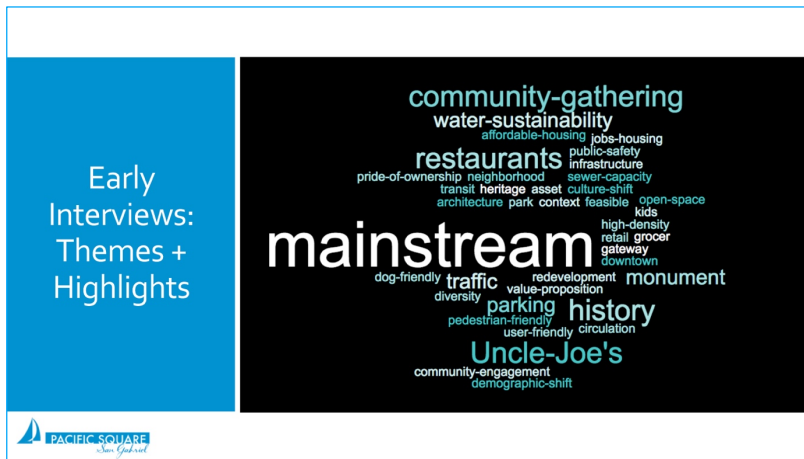 Early
Interviews:
Themes +
Highlights
community-gathering
water-sustainability
affordable-housing jobs-housing
restaurants public-safety
infrastructure
pride-of-ownership neighborhood sewer-capacity
transit heritage asset culture-shift
architecture park context feasible open-space
kids
high-density
mainstream retail grocer
gateway
downtown
dog-friendly traffic redevelopment monument
value-proposition
diversity parking history
pedestrian-friendly
user-friendly circulation
Uncle-Joe's
community-engagement
demographic-shift
PACIFIC SQUARE
San Gabriel